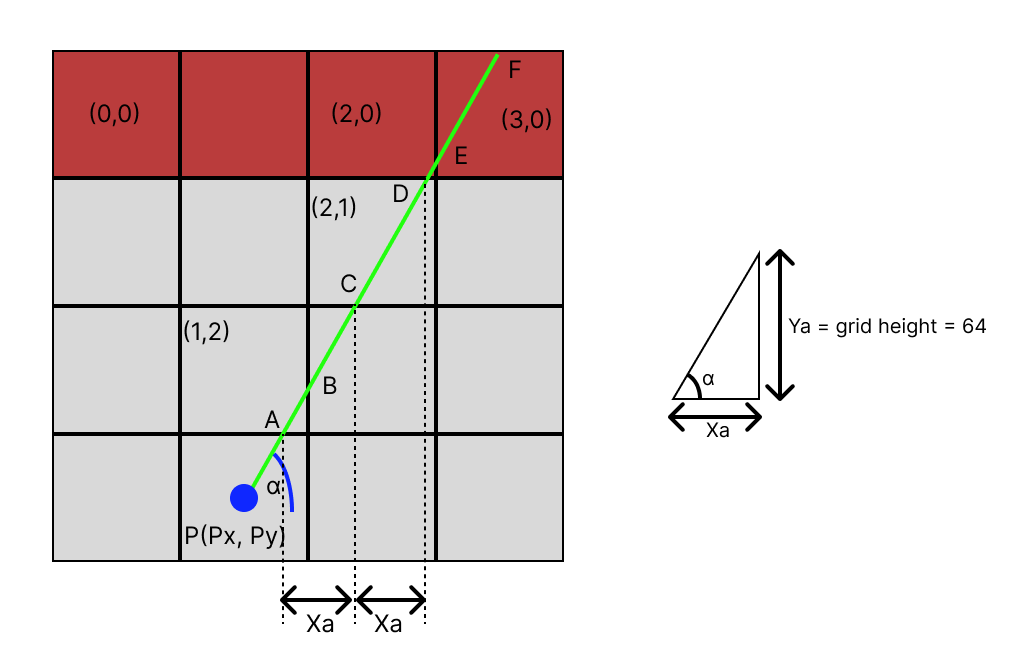 F
(0,0)
(2,0)
(3,0)
E
D
(2,1)
C
(1,2)
B
A
α
P(Px, Py)
Xa
Xa
Ya = grid height = 64
α
Xa